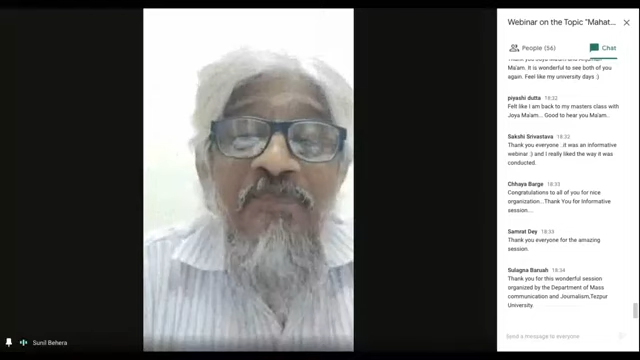 Webinar on the Topic "Mahat...
People (56)
Chat
Ma'am. It is wonderful to see both of you
again. Feel like my university days :)
piyashi dutta 18:32
Felt like I am back to my masters class with
Joya Ma'am... Good to hear you Ma'am..
Sakshi Srivastava 18:32
Thank you everyone ..it was an informative
webinar :) and I really liked the way it was
conducted.
Chhaya Barge 18:33
Congratulations to all of you for nice
organization...Thank You for Informative
session....
Samrat Dey 18:33
Thank you everyone for the amazing
session.
Sulagna Baruah 18:34
Thank you for this wonderful session
organized by the Department of Mass
communication and Journalism,Tezpur
University.
Send a message to everyone
Sunil Behera